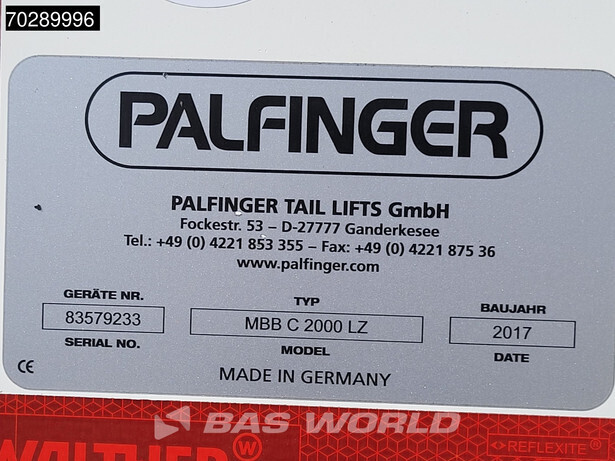 70289996
PALFINGER
PALFINGER TAIL LIFTS GmbH
Fockestr. 53 – D-27777 Ganderkesee
Tel.: +49 (0) 4221 853 355 – Fax: +49 (0) 4221 875 36
www.palfinger.com
GERÄTE NR. TYP BAUJAHR
83579233 MBB C 2000 LZ 2017
SERIAL NO. MODEL DATE
CE MADE IN GERMANY
BAS WORLD
WALTHER W REFLEXITE